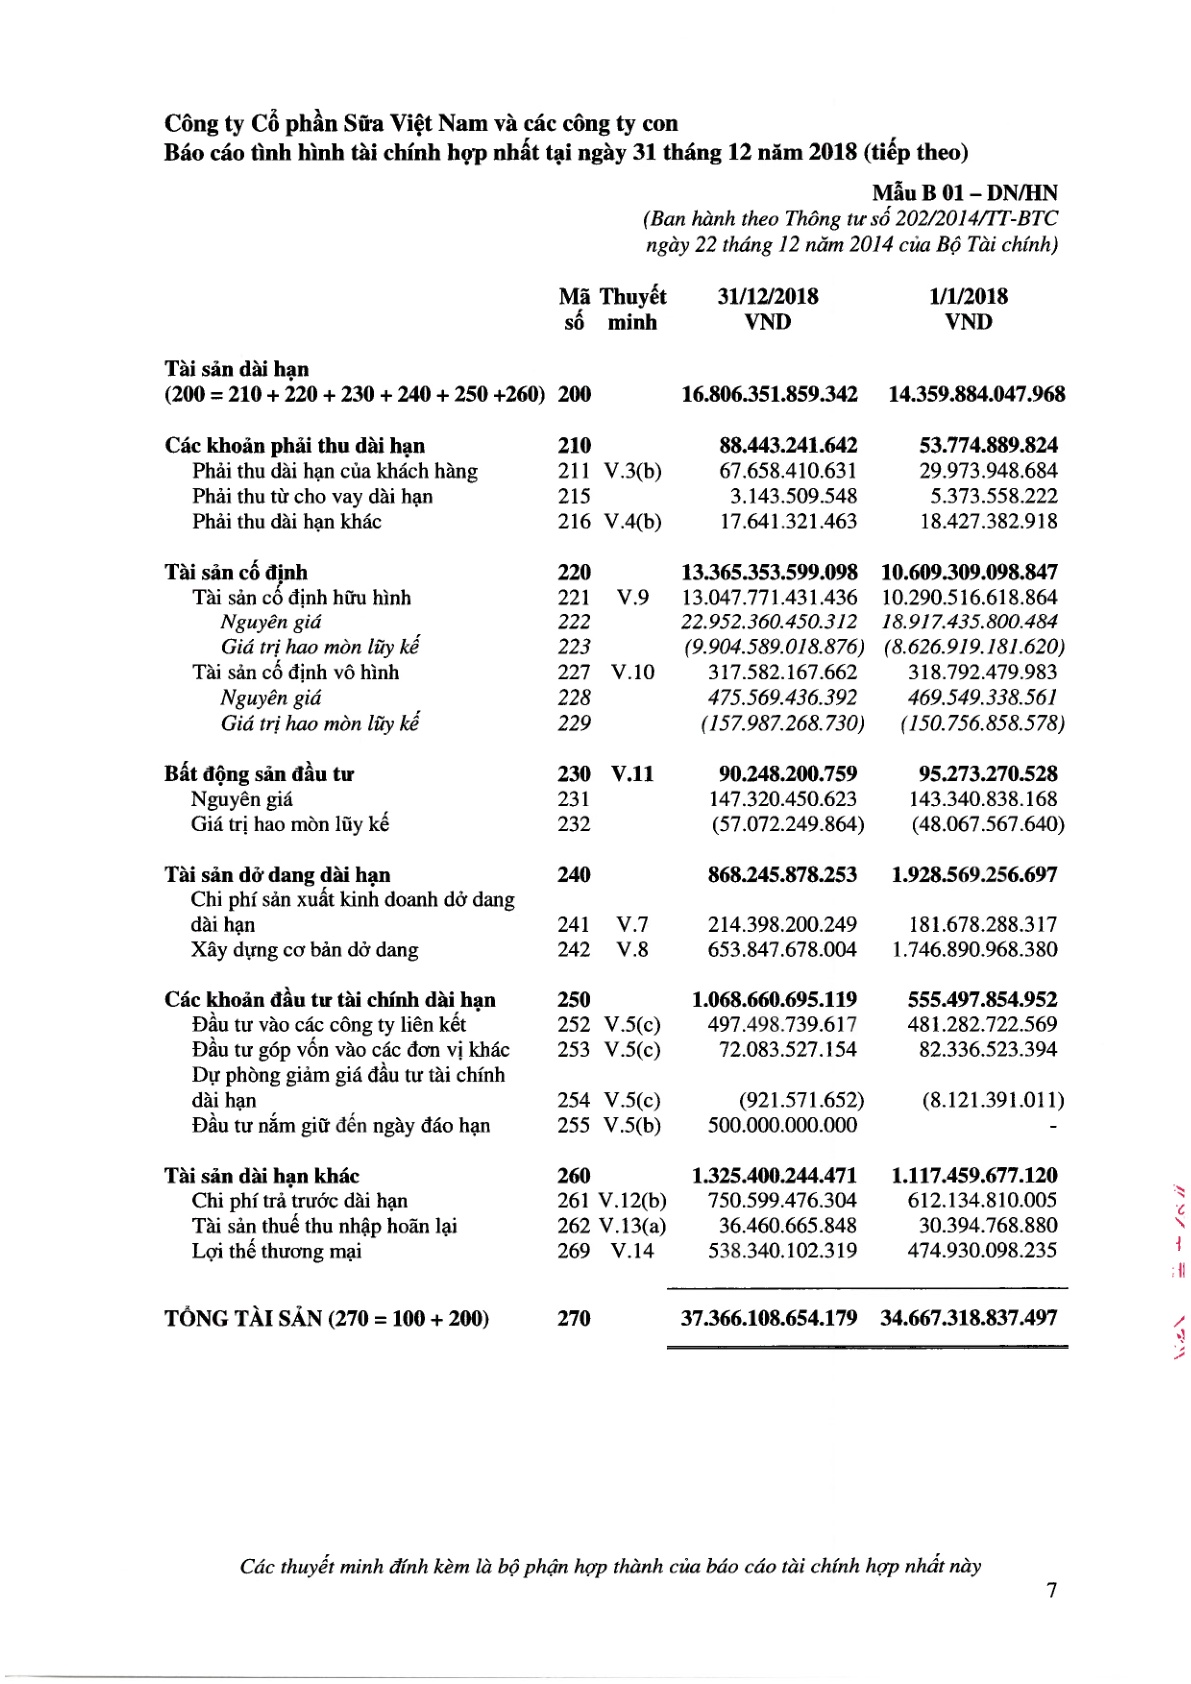 Công ty Cổ phần Sữa Việt Nam và các công ty con
Báo cáo tình hình tài chính hợp nhất tại ngày 31 tháng 12 năm 2018 (tiếp theo)
Mẫu B 01 – DN/HN
(Ban hành theo Thông tư số 202/2014/TT-BTC
ngày 22 tháng 12 năm 2014 của Bộ Tài chính)
Mã Thuyết 31/12/2018 1/1/2018
số minh VND VND
Tài sản dài hạn
(200 = 210 + 220 + 230 + 240 + 250 +260) 200 16.806.351.859.342 14.359.884.047.968
Các khoản phải thu dài hạn 210 88.443.241.642 53.774.889.824
Phải thu dài hạn của khách hàng 211 V.3(b) 67.658.410.631 29.973.948.684
Phải thu từ cho vay dài hạn 215 3.143.509.548 5.373.558.222
Phải thu dài hạn khác 216 V.4(b) 17.641.321.463 18.427.382.918
Tài sản cố định 220 13.365.353.599.098 10.609.309.098.847
Tài sản cố định hữu hình 221 V.9 13.047.771.431.436 10.290.516.618.864
Nguyên giá 222 22.952.360.450.312 18.917.435.800.484
Giá trị hao mòn lũy kế 223 (9.904.589.018.876) (8.626.919.181.620)
Tài sản cố định vô hình 227 V.10 317.582.167.662 318.792.479.983
Nguyên giá 228 475.569.436.392 469.549.338.561
Giá trị hao mòn lũy kế 229 (157.987.268.730) (150.756.858.578)
Bất động sản đầu tư 230 V.11 90.248.200.759 95.273.270.528
Nguyên giá 231 147.320.450.623 143.340.838.168
Giá trị hao mòn lũy kế 232 (57.072.249.864) (48.067.567.640)
Tài sản dở dang dài hạn 240 868.245.878.253 1.928.569.256.697
Chi phí sản xuất kinh doanh dở dang
dài hạn 241 V.7 214.398.200.249 181.678.288.317
Xây dựng cơ bản dở dang 242 V.8 653.847.678.004 1.746.890.968.380
Các khoản đầu tư tài chính dài hạn 250 1.068.660.695.119 555.497.854.952
Đầu tư vào các công ty liên kết 252 V.5(c) 497.498.739.617 481.282.722.569
Đầu tư góp vốn vào các đơn vị khác 253 V.5(c) 72.083.527.154 82.336.523.394
Dự phòng giảm giá đầu tư tài chính
dài hạn 254 V.5(c) (921.571.652) (8.121.391.011)
Đầu tư nắm giữ đến ngày đáo hạn 255 V.5(b) 500.000.000.000 -
Tài sản dài hạn khác 260 1.325.400.244.471 1.117.459.677.120
Chi phí trả trước dài hạn 261 V.12(b) 750.599.476.304 612.134.810.005
Tài sản thuế thu nhập hoãn lại 262 V.13(a) 36.460.665.848 30.394.768.880
Lợi thế thương mại 269 V.14 538.340.102.319 474.930.098.235
TỔNG TÀI SẢN (270 = 100 + 200) 270 37.366.108.654.179 34.667.318.837.497
Các thuyết minh đính kèm là bộ phận hợp thành của báo cáo tài chính hợp nhất này
7